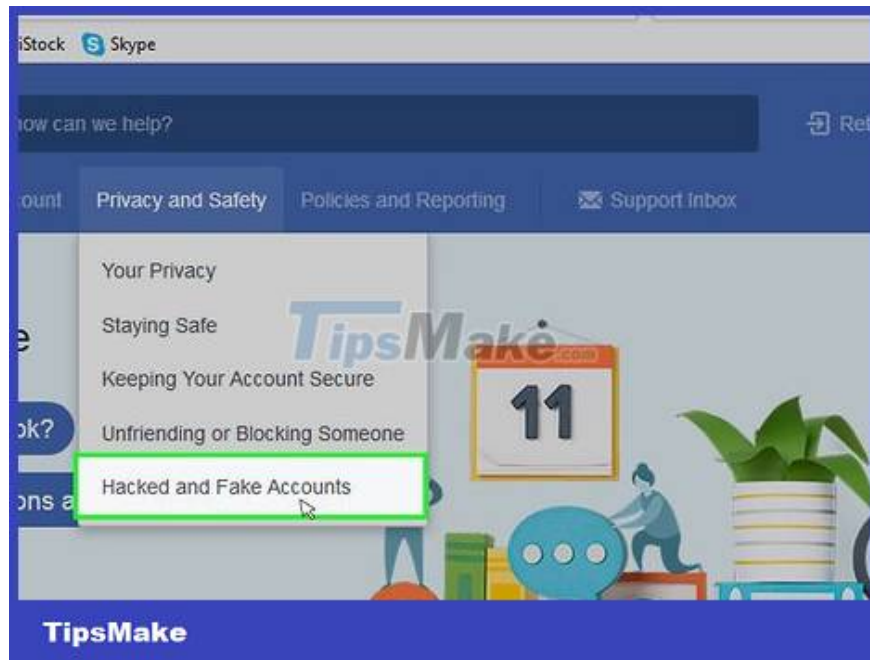 iStock Skype
how can we help?
Ret
ount Privacy and Safety Policies and Reporting Support Inbox
Your Privacy
Staying Safe
Keeping Your Account Secure
Unfriending or Blocking Someone
Hacked and Fake Accounts
e
ok?
ons a
TipsMake.com
11
TipsMake